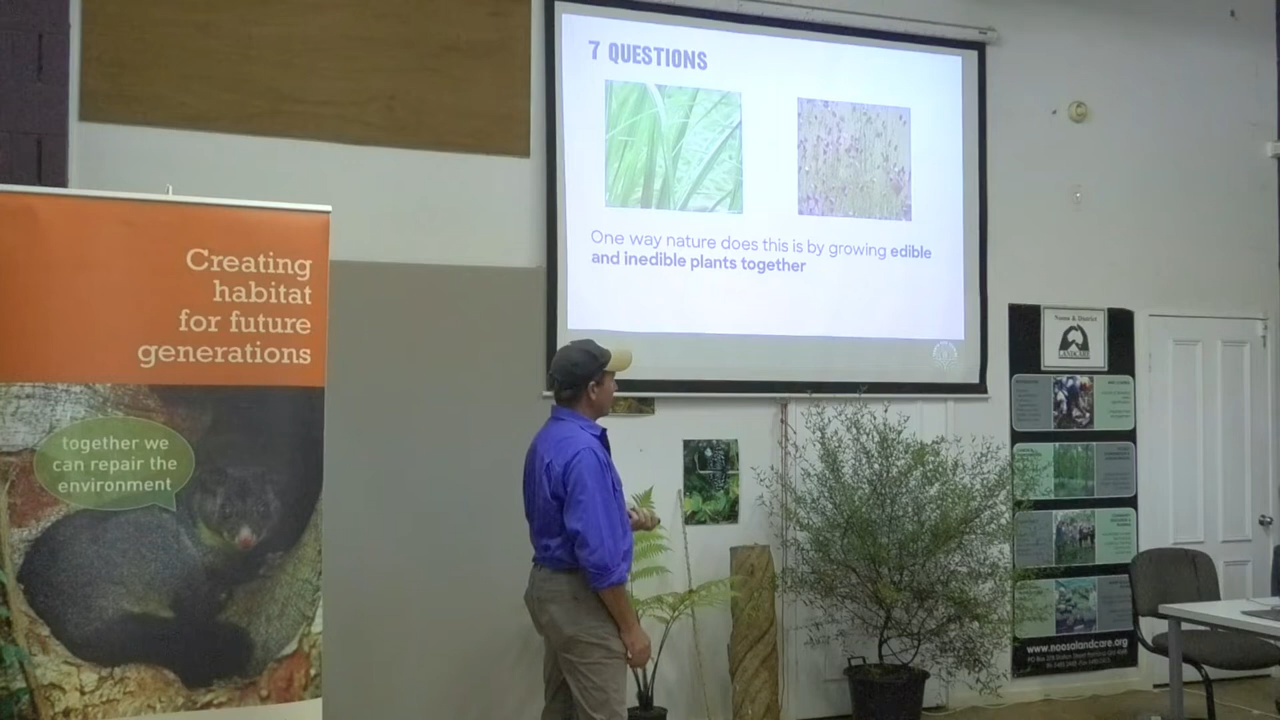 7 QUESTIONS
One way nature does this is by growing edible
and inedible plants together
Creating
habitat
for future
generations
together we
can repair the
environment
Noosa & District
LANDCARE
www.noosalandcare.org